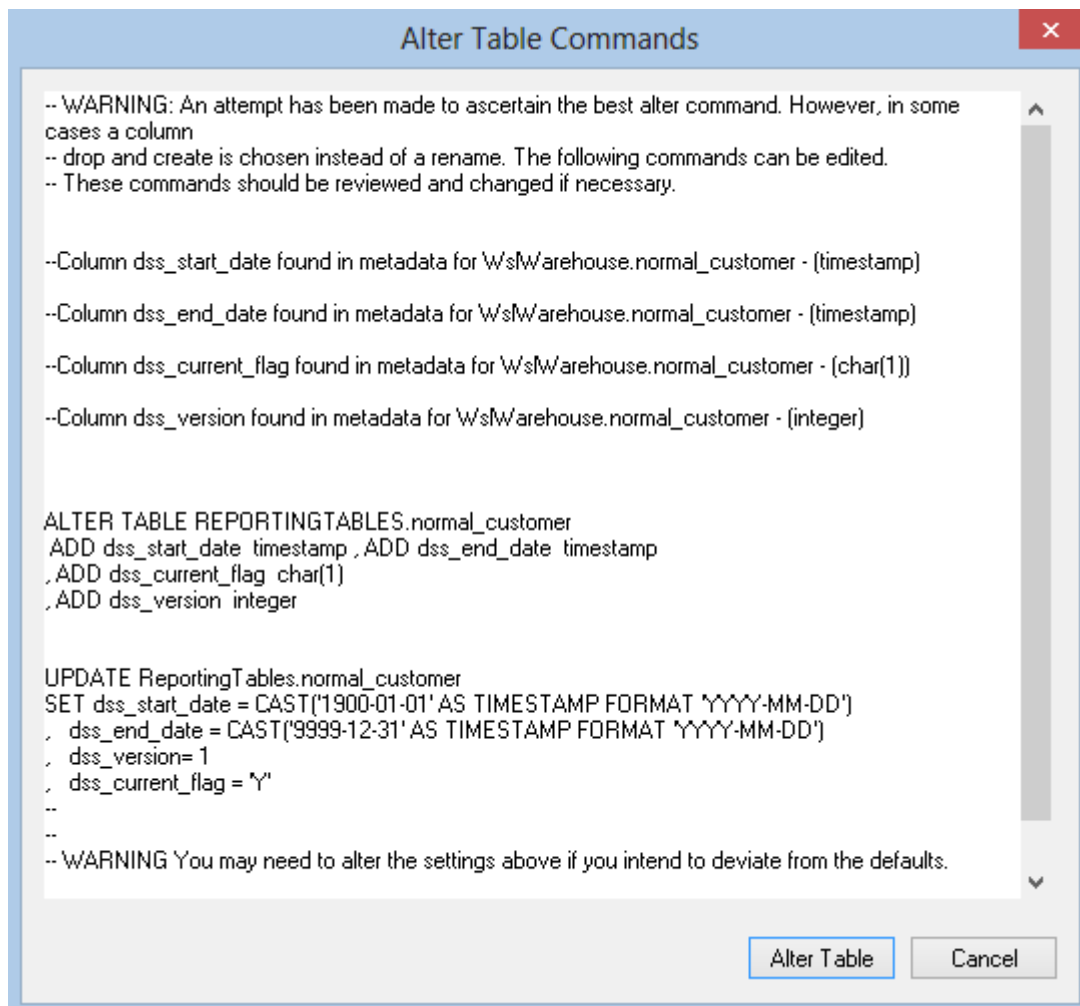 Alter Table Commands
-- WARNING: An attempt has been made to ascertain the best alter command. However, in some
cases a column
-- drop and create is chosen instead of a rename. The following commands can be edited.
-- These commands should be reviewed and changed if necessary.
--Column dss_start_date found in metadata for WslWarehouse.normal_customer - (timestamp)
--Column dss_end_date found in metadata for WslWarehouse.normal_customer - (timestamp)
--Column dss_current_flag found in metadata for WslWarehouse.normal_customer - (char(1))
--Column dss_version found in metadata for WslWarehouse.normal_customer - (integer)
ALTER TABLE REPORTINGTABLES.normal_customer
ADD dss_start_date timestamp , ADD dss_end_date timestamp
, ADD dss_current_flag char(1)
, ADD dss_version integer
UPDATE ReportingTables.normal_customer
SET dss_start_date = CAST('1900-01-01' AS TIMESTAMP FORMAT 'YYYY-MM-DD')
, dss_end_date = CAST('9999-12-31' AS TIMESTAMP FORMAT 'YYYY-MM-DD')
, dss_version= 1
, dss_current_flag = 'Y'
--
--
-- WARNING You may need to alter the settings above if you intend to deviate from the defaults.
Alter Table Cancel